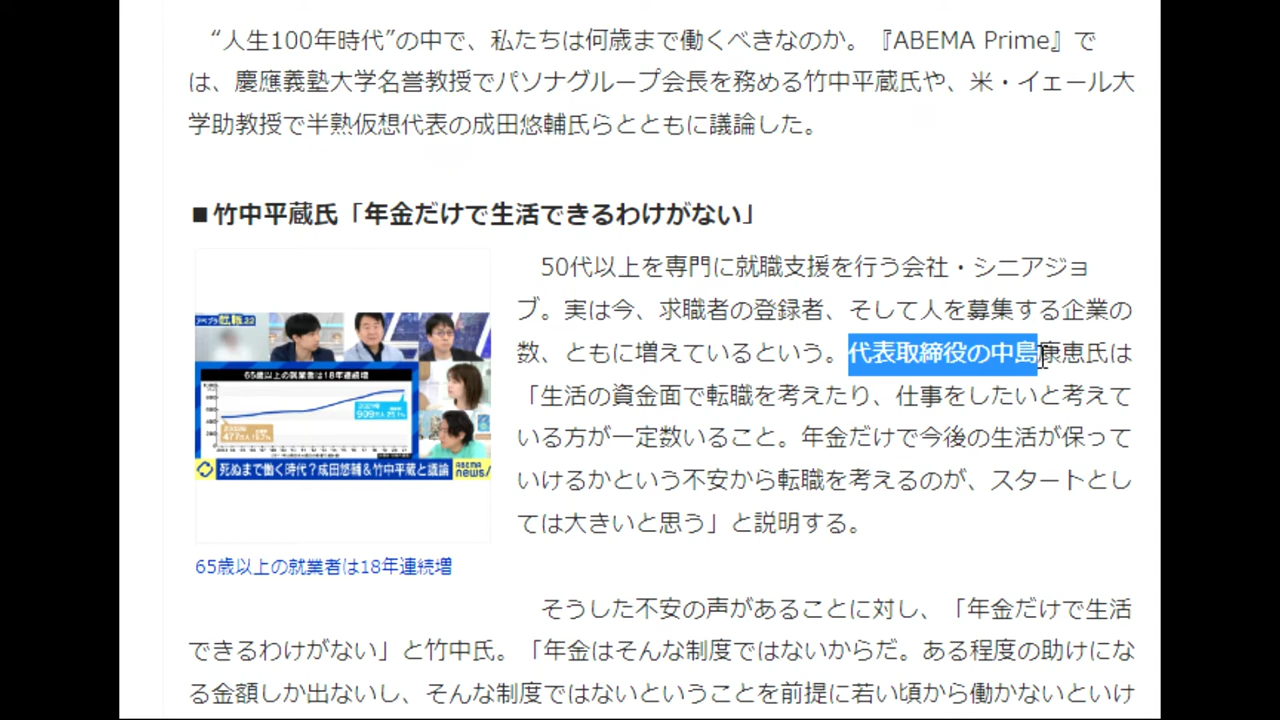 “人生100年時代”の中で、私たちは何歳まで働くべきなのか。『ABEMA Prime』で
は、慶應義塾大学名誉教授でパソナグループ会長を務める竹中平蔵氏や、米・イェール大
学助教授で半熟仮想代表の成田悠輔氏らとともに議論した。
■竹中平蔵氏「年金だけで生活できるわけがない」
アベプラ
65歳以上の就業者は18年連続増
909万人 25.1%
477万人
死ぬまで働く時代？成田悠輔&竹中平蔵と議論
ABEMA
NEWS/
65歳以上の就業者は18年連続増
50代以上を専門に就職支援を行う会社・シニアジョ
ブ。実は今、求職者の登録者、そして人を募集する企業の
数、ともに増えているという。代表取締役の中島康恵氏は
「生活の資金面で転職を考えたり、仕事をしたいと考えて
いる方が一定数いること。年金だけで今後の生活が保って
いけるかという不安から転職を考えるのが、スタートとし
ては大きいと思う」と説明する。
そうした不安の声があることに対し、「年金だけで生活
できるわけがない」と竹中氏。「年金はそんな制度ではないからだ。ある程度の助けにな
る金額しか出ないし、そんな制度ではないということを前提に若い頃から働かないといけ